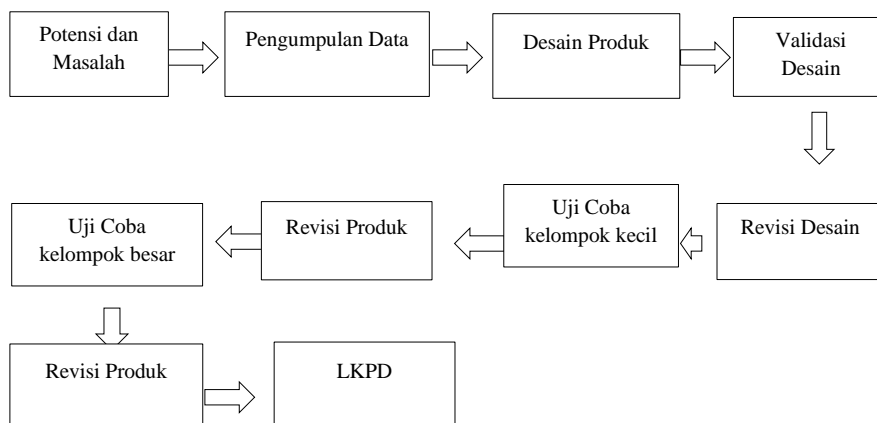 Potensi dan
Masalah
Pengumpulan Data
Desain Produk
Validasi
Desain
Revisi Desain
Uji Coba
kelompok kecil
Revisi Produk
Uji Coba
kelompok besar
Revisi Produk
LKPD